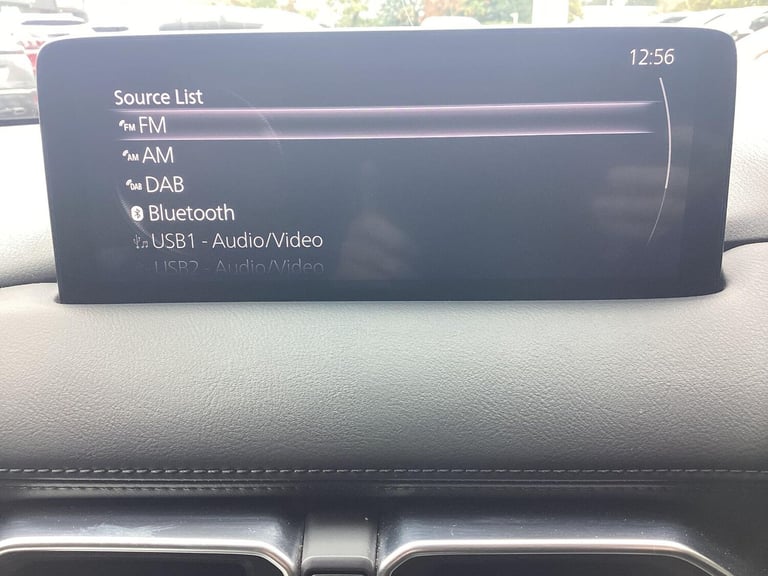 12:56
Source List
FM FM
AM AM
DAB DAB
Bluetooth
USB1 - Audio/Video
USB2 - Audio/Video